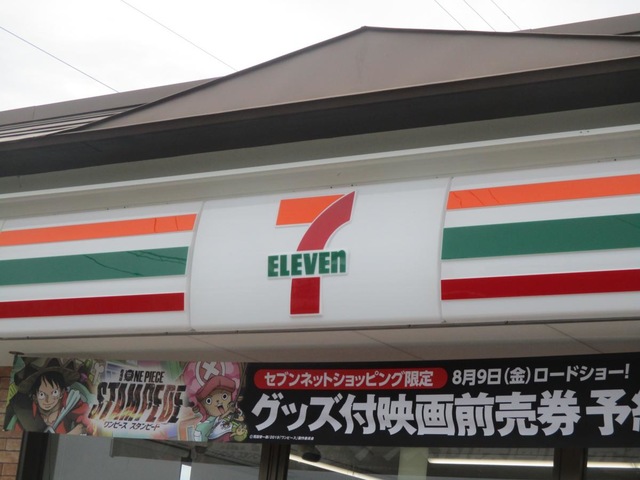 7
ELEVEn
ONE PIECE
STAMPEDE
ワンピース スタンピード
セブンネットショッピング限定
8月9日(金)ロードショー!
グッズ付映画前売券 予